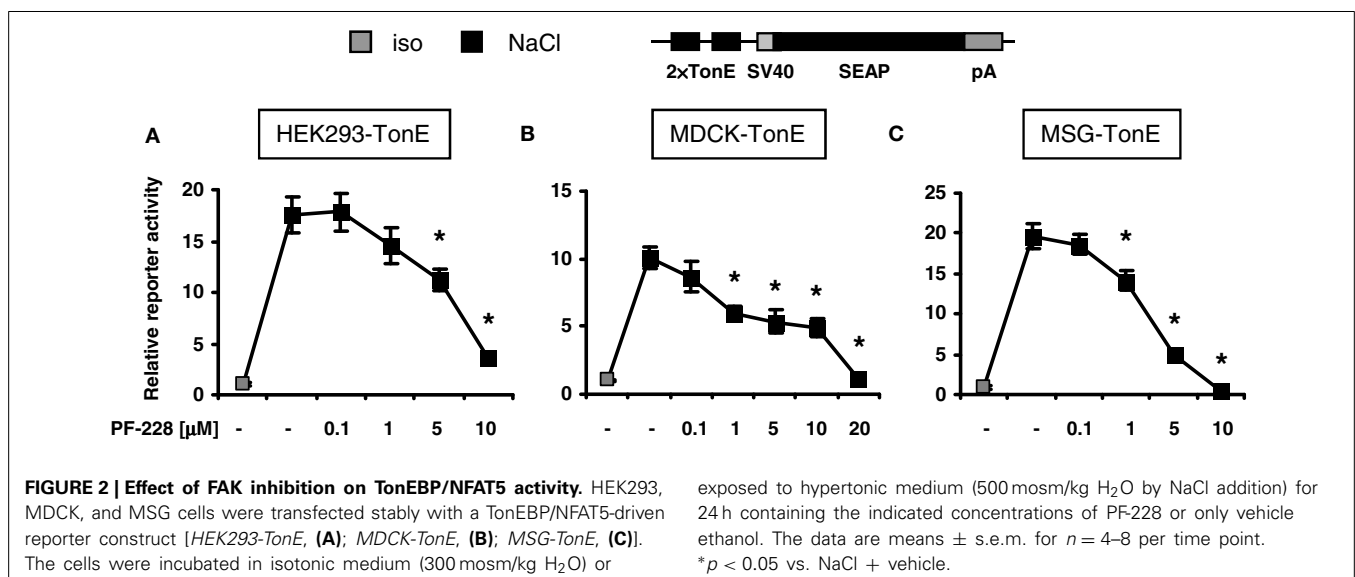 iso NaCl
2xTonE SV40 SEAP pA
A HEK293-TonE
B MDCK-TonE
C MSG-TonE
Relative reporter activity
20
15
10
5
0
15
10
5
0
25
20
15
10
5
0
* *
* * * *
* * *
PF-228 [µM] - - 0.1 1 5 10
- - 0.1 1 5 10 20
- - 0.1 1 5 10
FIGURE 2 | Effect of FAK inhibition on TonEBP/NFAT5 activity. HEK293,
MDCK, and MSG cells were transfected stably with a TonEBP/NFAT5-driven
reporter construct [HEK293-TonE, (A); MDCK-TonE, (B); MSG-TonE, (C)].
The cells were incubated in isotonic medium (300 mosm/kg H₂O) or
exposed to hypertonic medium (500 mosm/kg H₂O by NaCl addition) for
24 h containing the indicated concentrations of PF-228 or only vehicle
ethanol. The data are means ± s.e.m. for n = 4–8 per time point.
*p < 0.05 vs. NaCl + vehicle.